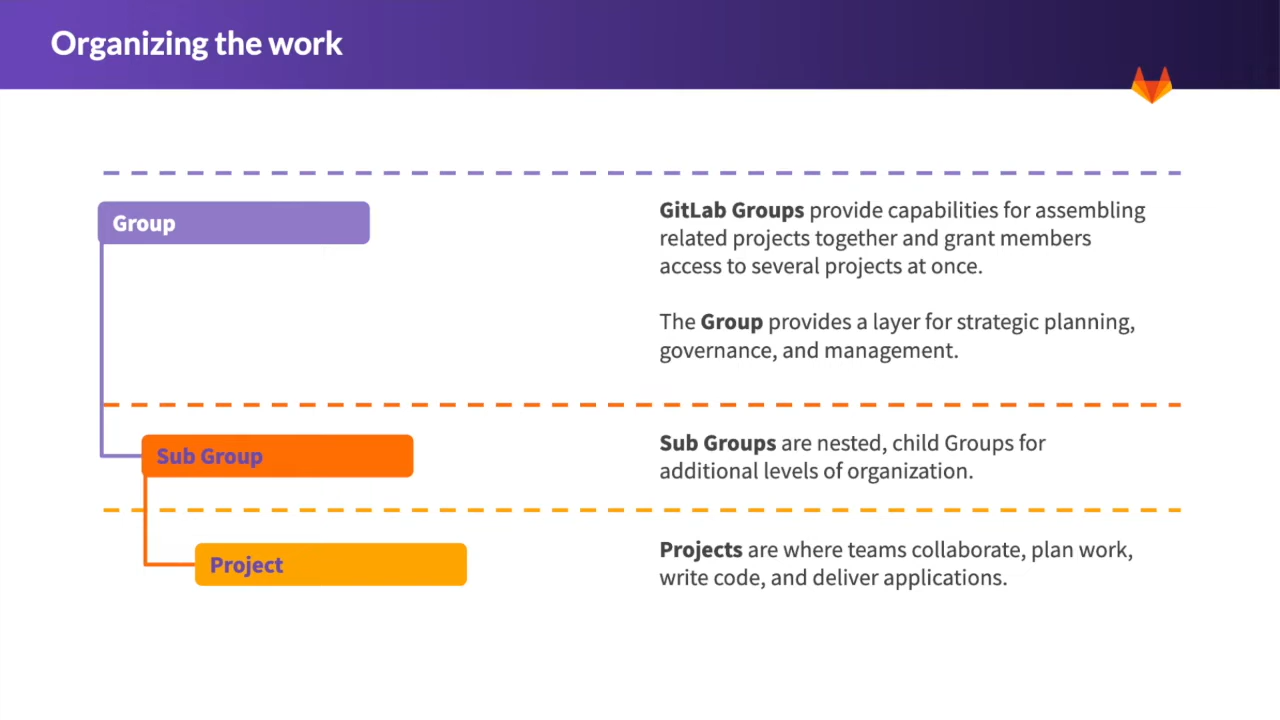 Organizing the work
Group
GitLab Groups provide capabilities for assembling
related projects together and grant members
access to several projects at once.
The Group provides a layer for strategic planning,
governance, and management.
Sub Group
Sub Groups are nested, child Groups for
additional levels of organization.
Project
Projects are where teams collaborate, plan work,
write code, and deliver applications.